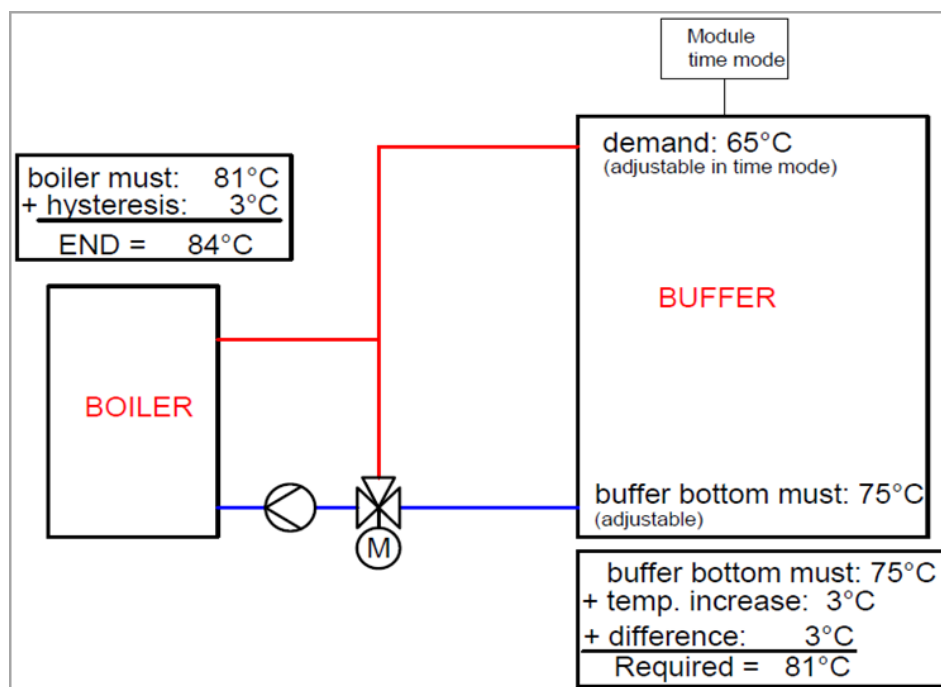 Module
time mode
demand: 65°C
(adjustable in time mode)
boiler must: 81°C
+ hysteresis: 3°C
END = 84°C
BUFFER
BOILER
buffer bottom must: 75°C
(adjustable)
M
buffer bottom must: 75°C
+ temp. increase: 3°C
+ difference: 3°C
Required = 81°C